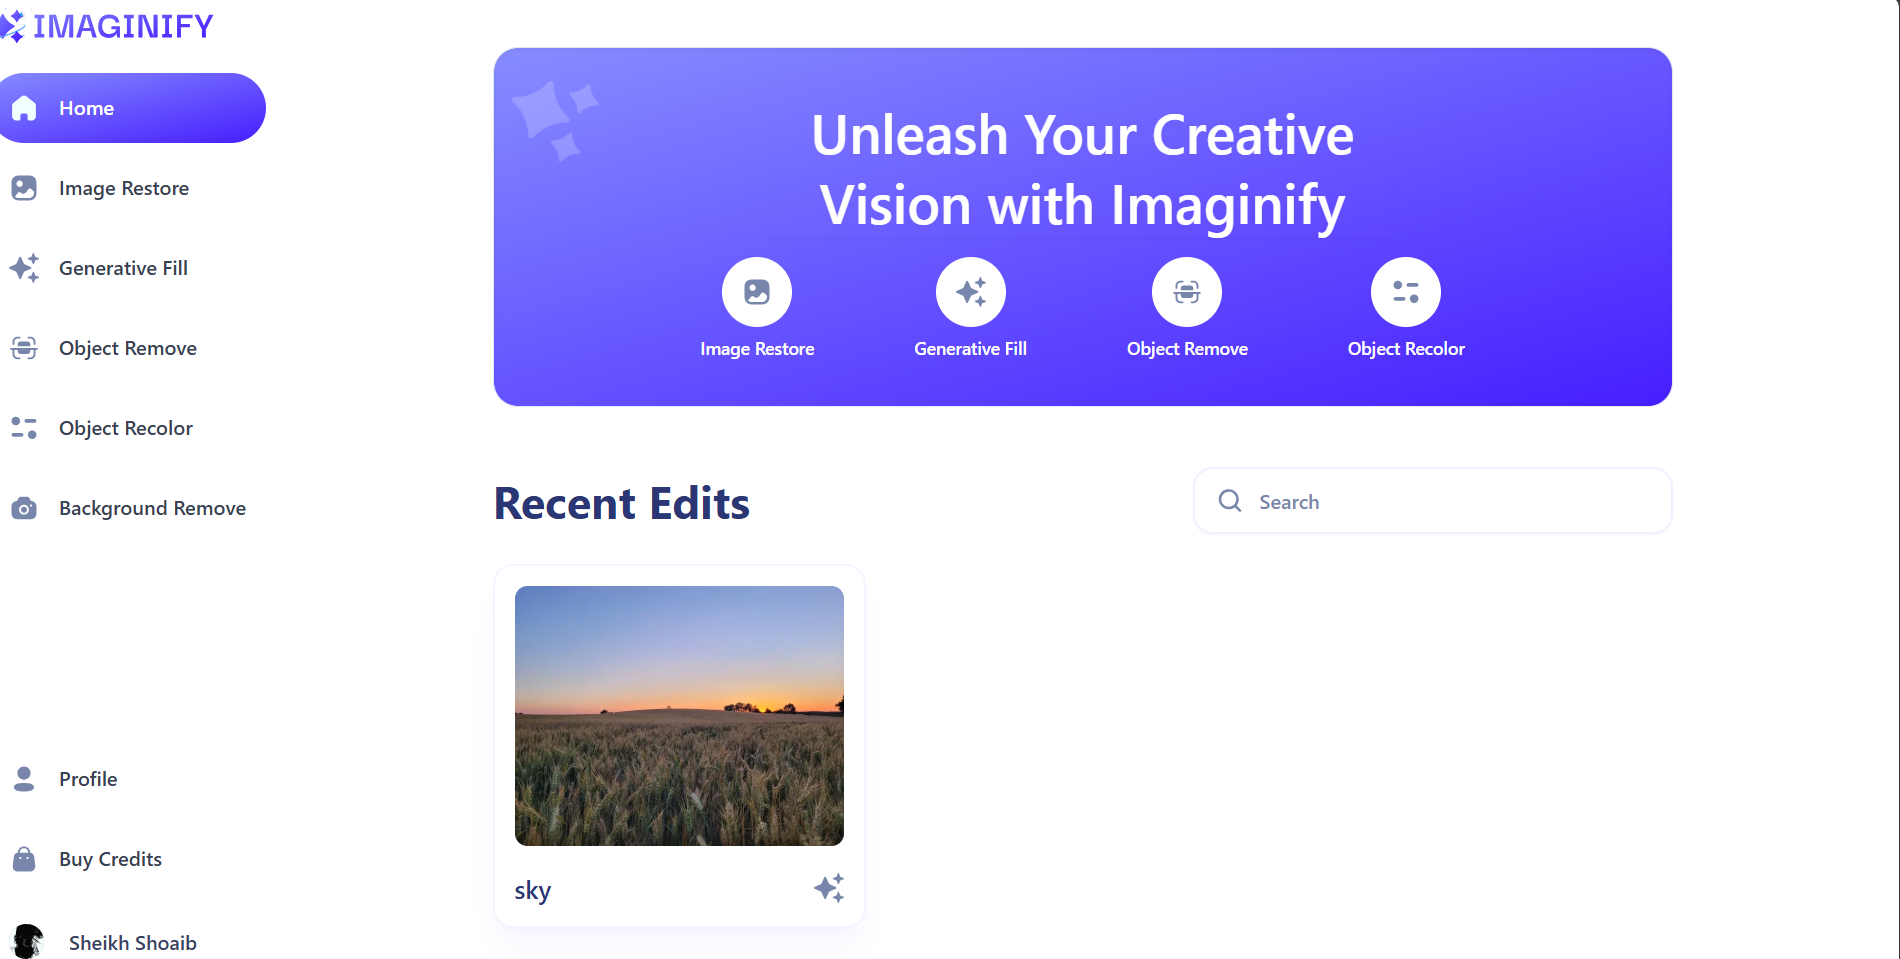 IMAGINIFY
Home
Image Restore
Generative Fill
Object Remove
Object Recolor
Background Remove
Profile
Buy Credits
Sheikh Shoaib
Unleash Your Creative
Vision with Imaginify
Image Restore
Generative Fill
Object Remove
Object Recolor
Recent Edits
Search
sky